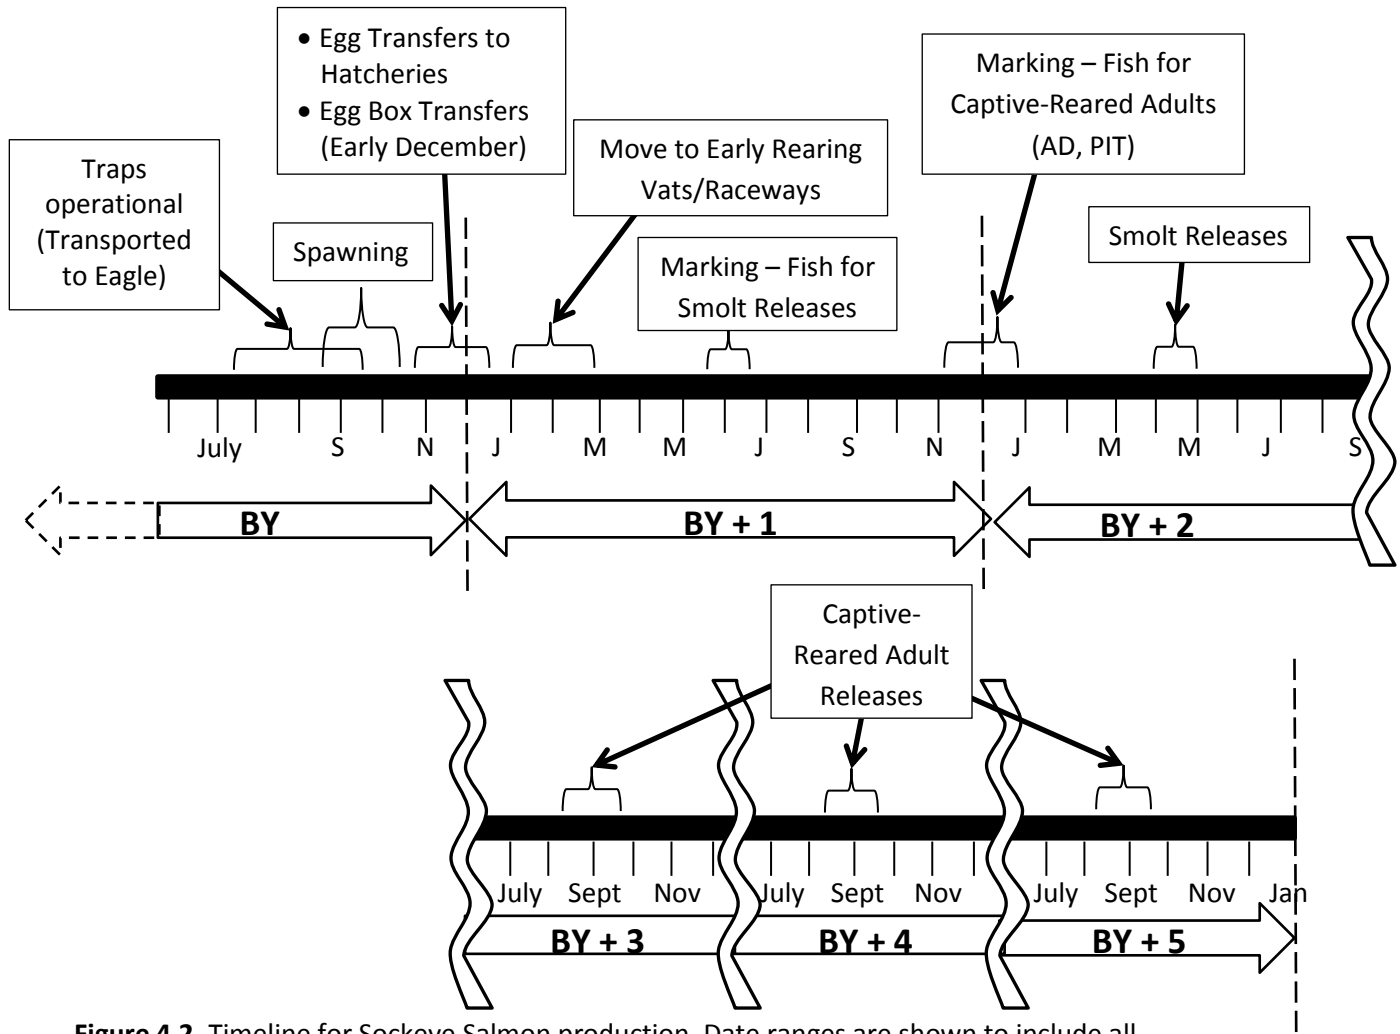 • Egg Transfers to
Hatcheries
• Egg Box Transfers
(Early December)
Marking – Fish for
Captive-Reared Adults
(AD, PIT)
Traps
operational
(Transported
to Eagle)
Spawning
Move to Early Rearing
Vats/Raceways
Marking – Fish for
Smolt Releases
Smolt Releases
July S N J M M J S N J M M J S
BY BY + 1 BY + 2
Captive-
Reared Adult
Releases
July Sept Nov July Sept Nov July Sept Nov Jan
BY + 3 BY + 4 BY + 5
Figure 4.2. Timeline for Sockeye Salmon production. Date ranges are shown to include all